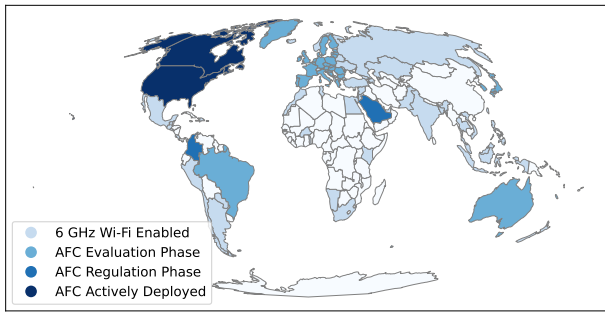 6 GHz Wi-Fi Enabled
AFC Evaluation Phase
AFC Regulation Phase
AFC Actively Deployed